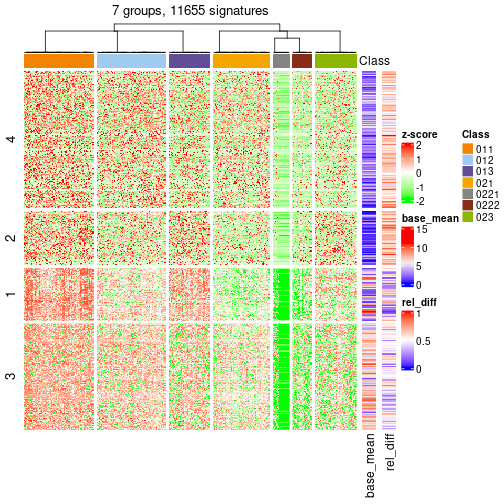 7 groups, 11655 signatures
Class
4
2
1
3
base_mean
rel_diff
z-score
2
1
0
-1
-2
base_mean
15
10
5
0
rel_diff
1
0.5
0
Class
011
012
013
021
0221
0222
023